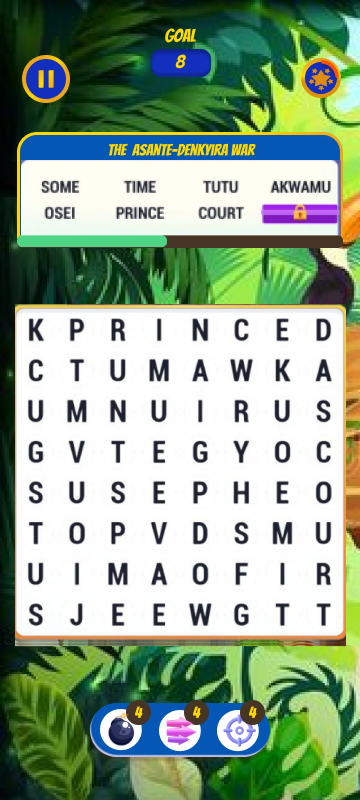 GOAL
8
THE ASANTE-DENKYIRA WAR
SOME TIME TUTU AKWAMU
OSEI PRINCE COURT
K P R I N C E D
C T U M A W K A
U M N U I R U S
G V T E G Y O C
S U S E P H E O
T O P V D S M U
U I M A O F I R
S J E E W G T T
4 4 4